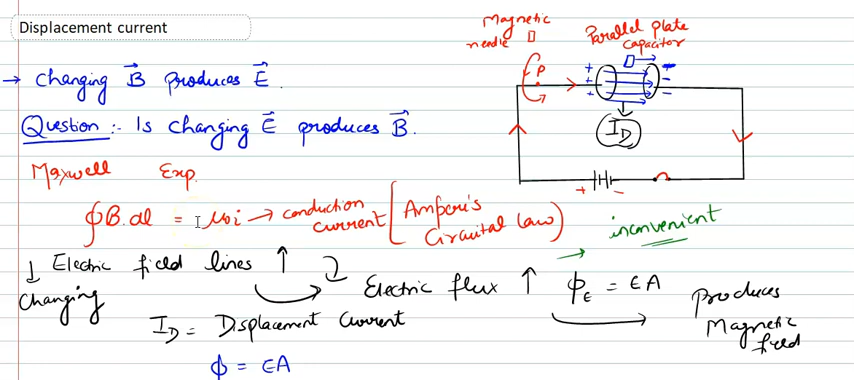 Displacement current
Magnetic
needle
Parallel plate
capacitor
→ Changing B⃗ produces E⃗.
P
+ + -
I_D
Question :- Is changing E⃗ produces B⃗.
+ -
Maxwell Exp.
∮B.dl = μ₀i → conduction current [Ampere's Circuital law)
inconvenient
↓ Electric field lines ↑
Changing
Electric flux ↑ ϕ_E = EA
Produces
Magnetic
field
I_D = Displacement Current
ϕ = EA